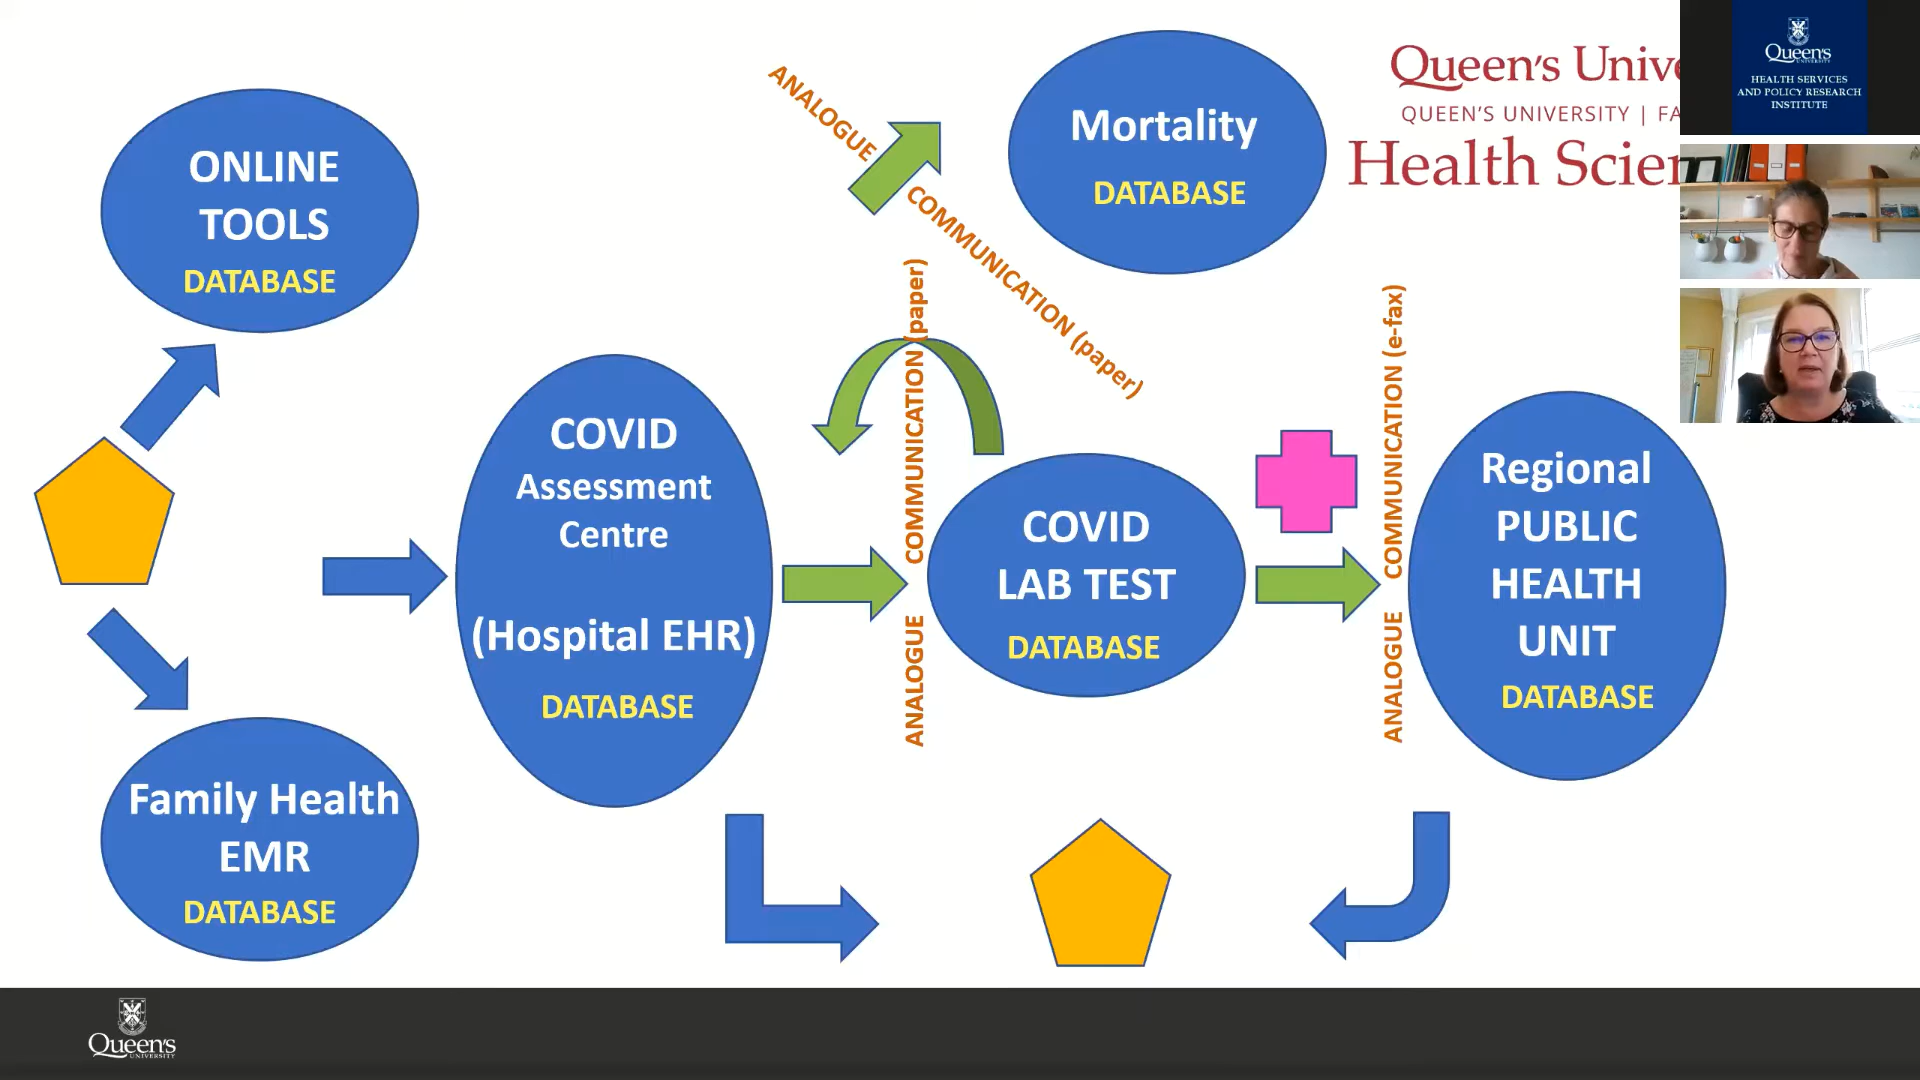 ONLINE
TOOLS
DATABASE
Family Health
EMR
DATABASE
COVID
Assessment
Centre
(Hospital EHR)
DATABASE
ANALOGUE COMMUNICATION (paper)
ANALOGUE COMMUNICATION (paper)
Mortality
DATABASE
COVID
LAB TEST
DATABASE
ANALOGUE COMMUNICATION (e-fax)
Regional
PUBLIC
HEALTH
UNIT
DATABASE
Queen's Unive
QUEEN'S UNIVERSITY | FA
Health Scien
Queen's
UNIVERSITY
HEALTH SERVICES
AND POLICY RESEARCH
INSTITUTE
Queen's
UNIVERSITY